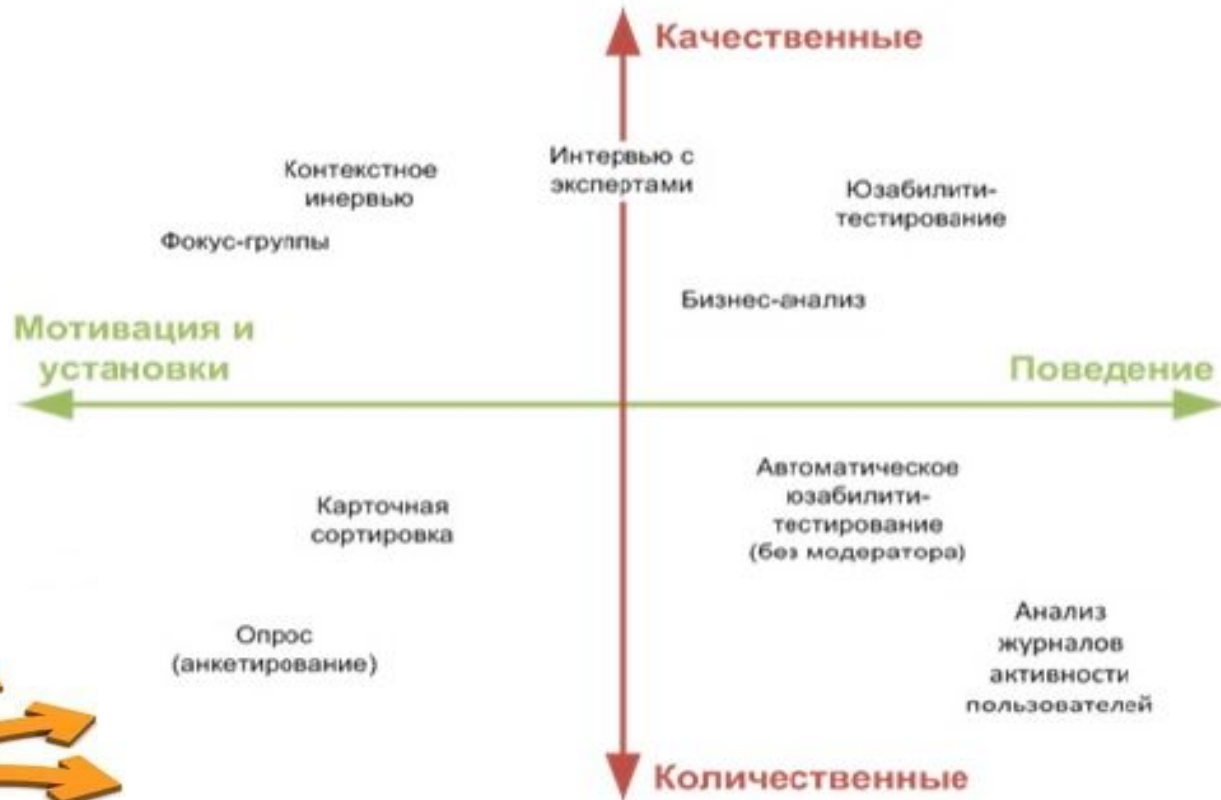 Качественные
Контекстное
инервью
Интервью с
экспертами
Юзабилити-
тестирование
Фокус-группы
Бизнес-анализ
Мотивация и
установки
Поведение
Карточная
сортировка
Автоматическое
юзабилити-
тестирование
(без модератора)
Опрос
(анкетирование)
Анализ
журналов
активности
пользователей
Количественные